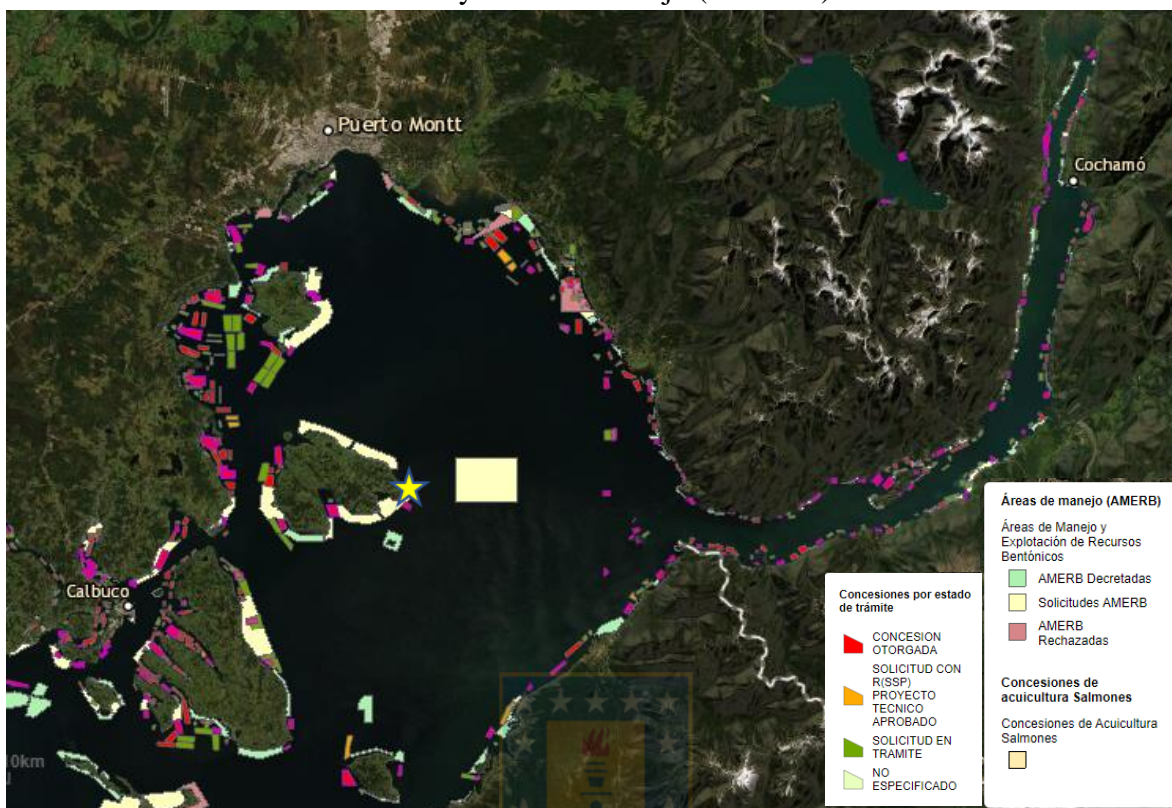 Puerto Montt
Cochamó
Calbuco
10km
Concesiones por estado
de trámite
CONCESION
OTORGADA
SOLICITUD CON
R(SSP)
PROYECTO
TECNICO
APROBADO
SOLICITUD EN
TRAMITE
NO
ESPECIFICADO
Áreas de manejo (AMERB)
Áreas de Manejo y
Explotación de Recursos
Bentónicos
AMERB Decretadas
Solicitudes AMERB
AMERB
Rechazadas
Concesiones de
acuicultura Salmones
Concesiones de Acuicultura
Salmones